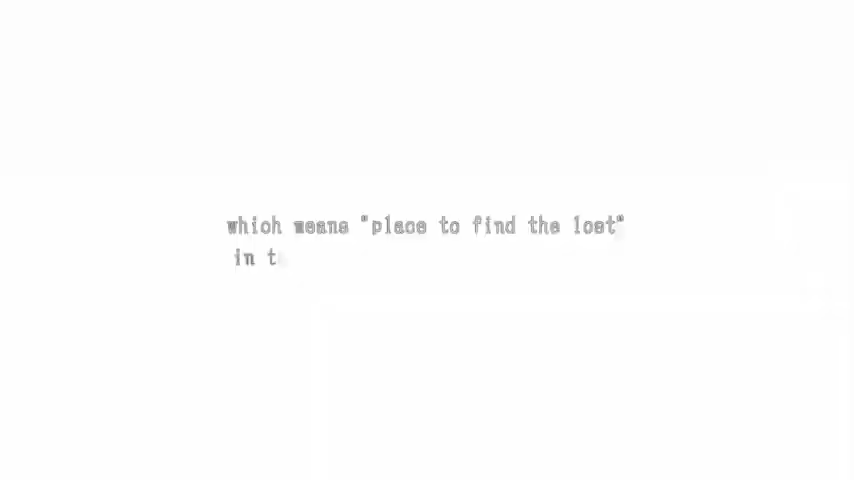 which means "place to find the lost"
in t